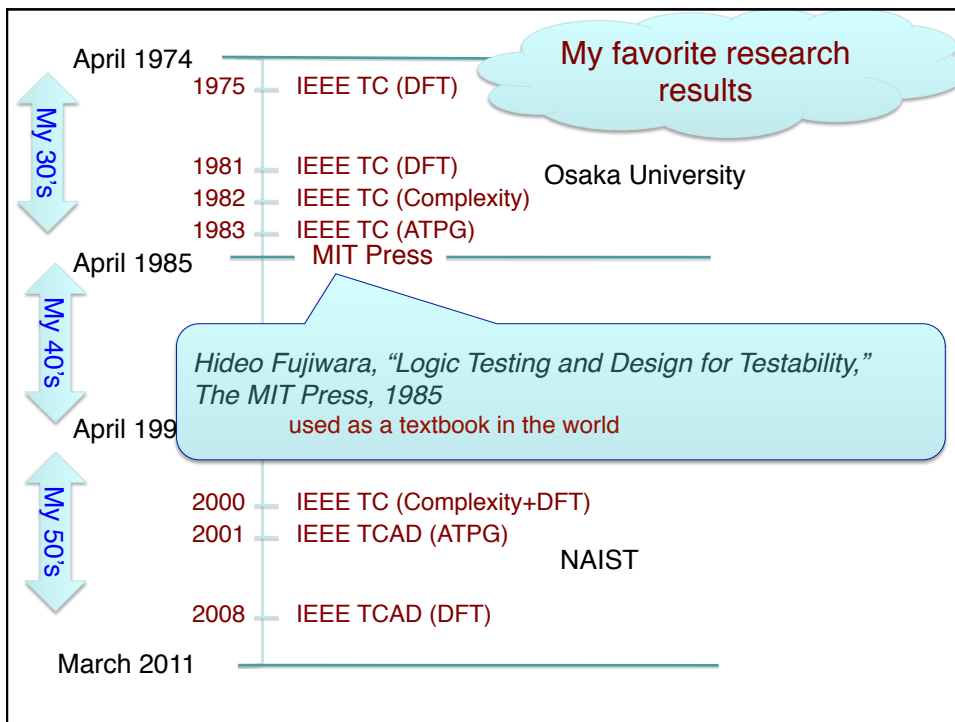 My favorite research
results
April 1974
1975 IEEE TC (DFT)
My 30's
1981 IEEE TC (DFT)
Osaka University
1982 IEEE TC (Complexity)
1983 IEEE TC (ATPG)
April 1985 MIT Press
My 40's
Hideo Fujiwara, “Logic Testing and Design for Testability,”
The MIT Press, 1985
used as a textbook in the world
April 199
My 50's
2000 IEEE TC (Complexity+DFT)
2001 IEEE TCAD (ATPG)
NAIST
2008 IEEE TCAD (DFT)
March 2011